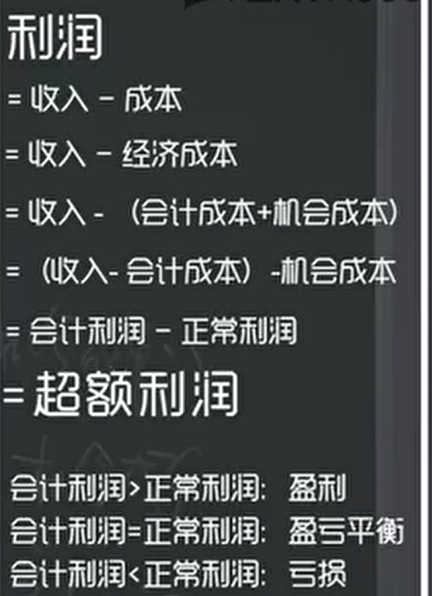 利润
= 收入 - 成本
= 收入 - 经济成本
= 收入 - （会计成本+机会成本）
= （收入- 会计成本）-机会成本
= 会计利润 - 正常利润
= 超额利润
会计利润>正常利润: 盈利
会计利润=正常利润: 盈亏平衡
会计利润<正常利润: 亏损